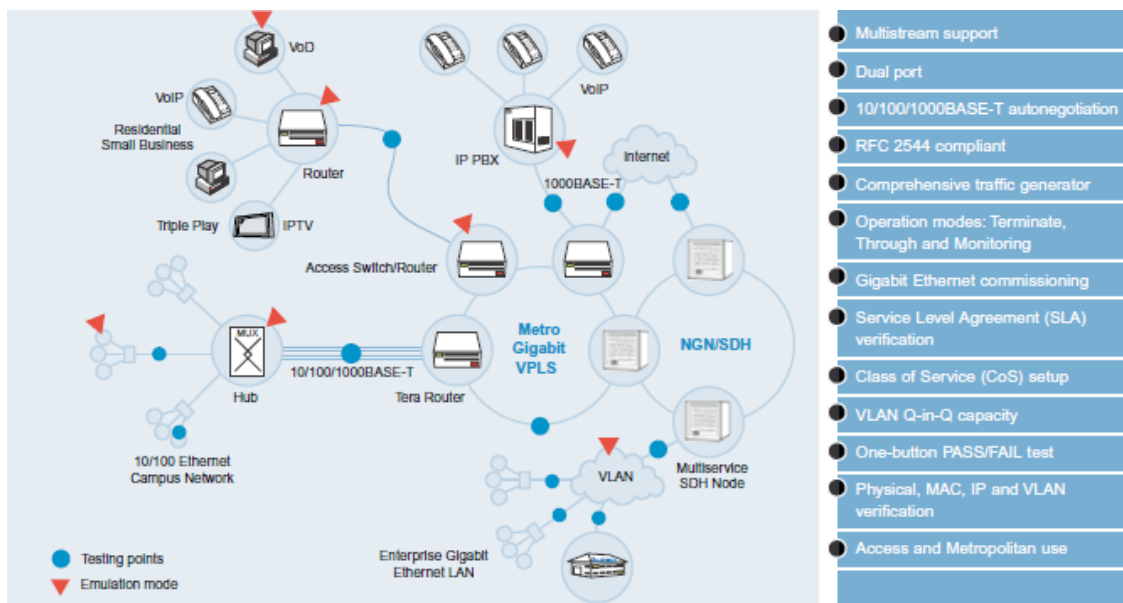 VoD
VoIP
Residential
Small Business
Router
Triple Play
IPTV
VoIP
IP PBX
1000BASE-T
Internet
Access Switch/Router
MUX
Hub
10/100/1000BASE-T
Tera Router
Metro
Gigabit
VPLS
NGN/SDH
10/100 Ethernet
Campus Network
VLAN
Multiservice
SDH Node
Enterprise Gigabit
Ethernet LAN
Testing points
Emulation mode
Multistream support
Dual port
10/100/1000BASE-T autonegotiation
RFC 2544 compliant
Comprehensive traffic generator
Operation modes: Terminate,
Through and Monitoring
Gigabit Ethernet commissioning
Service Level Agreement (SLA)
verification
Class of Service (CoS) setup
VLAN Q-in-Q capacity
One-button PASS/FAIL test
Physical, MAC, IP and VLAN
verification
Access and Metropolitan use